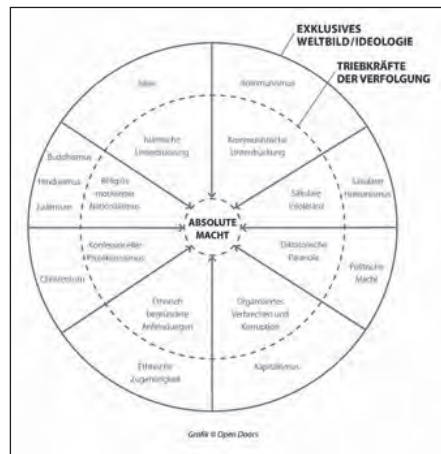 EXKLUSIVES
WELTBILD/IDEOLOGIE
TRIEBKRÄFTE
DER VERFOLGUNG
Islam
Kommunismus
Islamische
Unterdrückung
Kommunistische
Unterdrückung
Buddhismus
Hinduismus
Judentum
Religiös
motivierter
Nationalismus
Säkulare
Intoleranz
Säkularer
Humanismus
ABSOLUTE
MACHT
Christentum
Konfessioneller
Protektionismus
Diktatorische
Paranoia
Politische
Macht
Ethnisch
begründete
Anfeindungen
Organisiertes
Verbrechen und
Korruption
Ethnische
Zugehörigkeit
Kapitalismus
Grafik © Open Doors